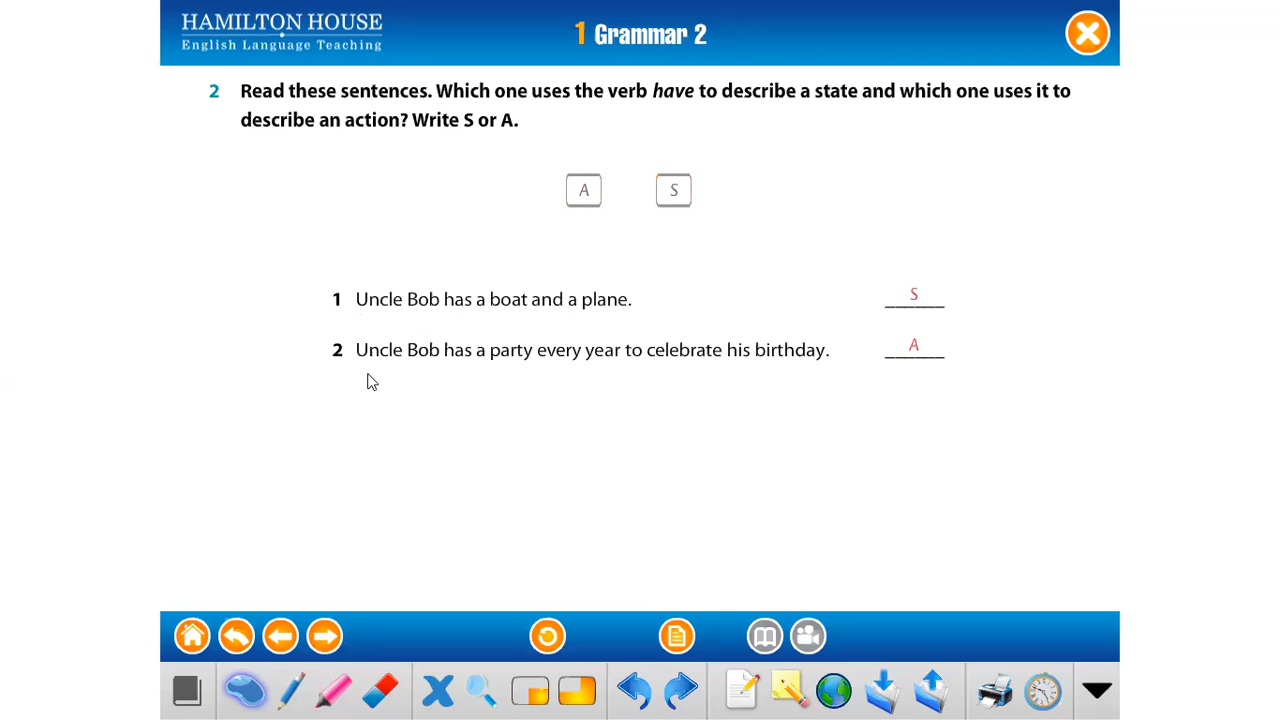 HAMILTON HOUSE
English Language Teaching
1 Grammar 2
2 Read these sentences. Which one uses the verb have to describe a state and which one uses it to
describe an action? Write S or A.
A S
1 Uncle Bob has a boat and a plane. S
2 Uncle Bob has a party every year to celebrate his birthday. A